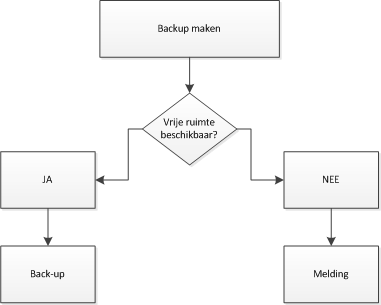 Backup maken
Vrije ruimte
beschikbaar?
JA
NEE
Back-up
Melding